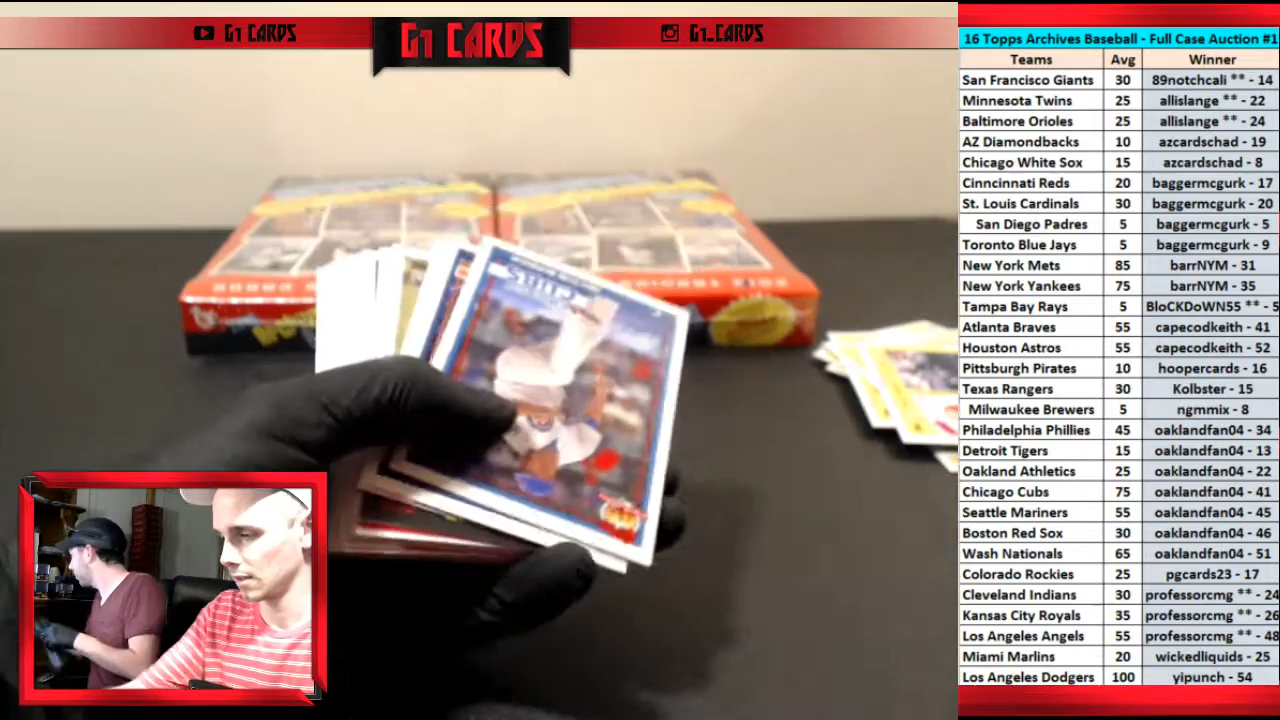 G1 CARDS
G1 CARDS
G1_CARDS
CUBS
16 Topps Archives Baseball - Full Case Auction #1
Teams Avg Winner
San Francisco Giants 30 89notchcali ** - 14
Minnesota Twins 25 allislange ** - 22
Baltimore Orioles 25 allislange ** - 24
AZ Diamondbacks 10 azcardschad - 19
Chicago White Sox 15 azcardschad - 8
Cinncinnati Reds 20 baggermcgurk - 17
St. Louis Cardinals 30 baggermcgurk - 20
San Diego Padres 5 baggermcgurk - 5
Toronto Blue Jays 5 baggermcgurk - 9
New York Mets 85 barrNYM - 31
New York Yankees 75 barrNYM - 35
Tampa Bay Rays 5 BloCKDoWN55 ** - 5
Atlanta Braves 55 capecodkeith - 41
Houston Astros 55 capecodkeith - 52
Pittsburgh Pirates 10 hoopercards - 16
Texas Rangers 30 Kolbster - 15
Milwaukee Brewers 5 ngmmix - 8
Philadelphia Phillies 45 oaklandfan04 - 34
Detroit Tigers 15 oaklandfan04 - 13
Oakland Athletics 25 oaklandfan04 - 22
Chicago Cubs 75 oaklandfan04 - 41
Seattle Mariners 55 oaklandfan04 - 45
Boston Red Sox 30 oaklandfan04 - 46
Wash Nationals 65 oaklandfan04 - 51
Colorado Rockies 25 pgcards23 - 17
Cleveland Indians 30 professorcmg ** - 24
Kansas City Royals 35 professorcmg ** - 26
Los Angeles Angels 55 professorcmg ** - 48
Miami Marlins 20 wickedliquids - 25
Los Angeles Dodgers 100 yipunch - 54